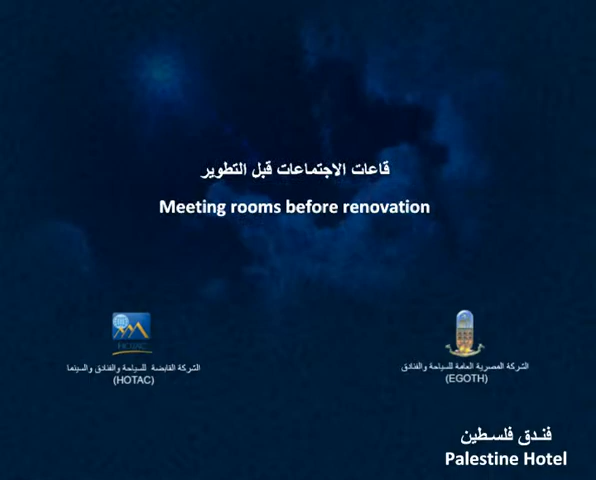 قاعات الاجتماعات قبل التطوير
Meeting rooms before renovation
HOTAC
الشركة القابضة للسياحة والفنادق والسينما
(HOTAC)
الشركة المصرية العامة للسياحة والفنادق
(EGOTH)
فندق فلسطين
Palestine Hotel